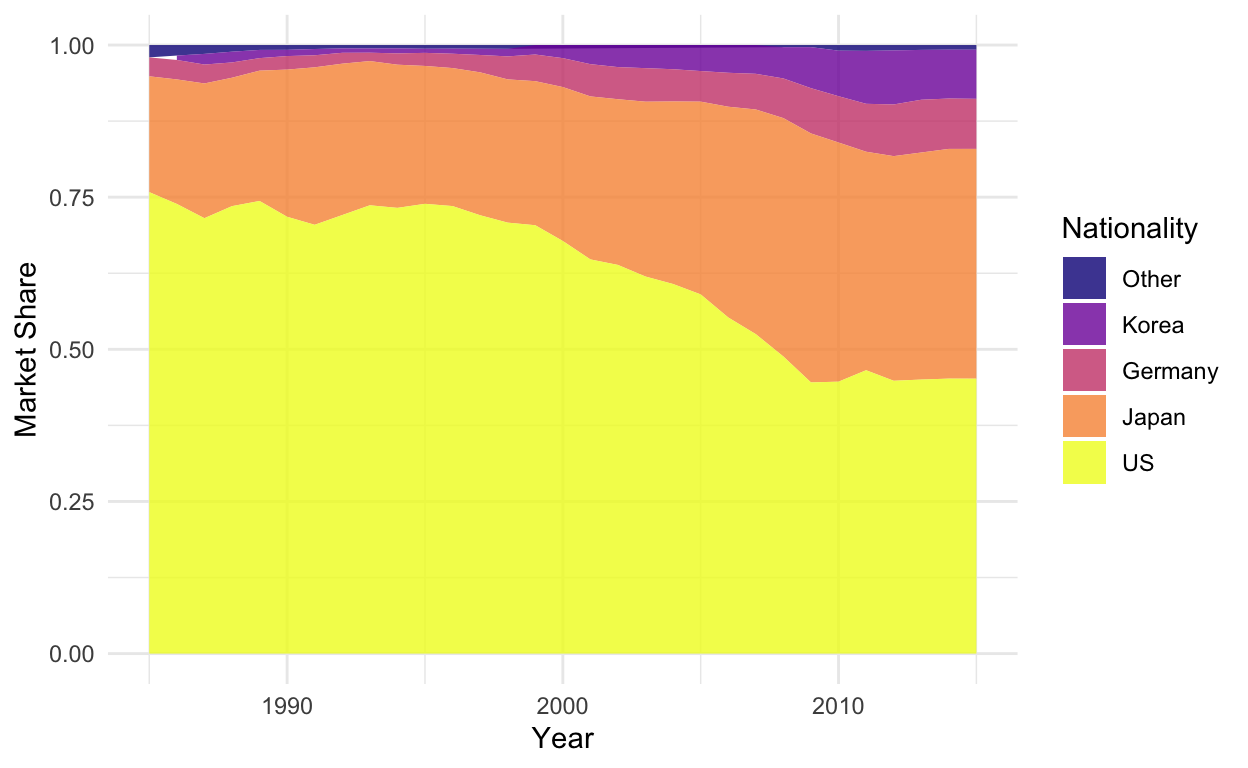 1.00
0.75
0.50
0.25
0.00
Market Share
1990
2000
2010
Year
Nationality
Other
Korea
Germany
Japan
US